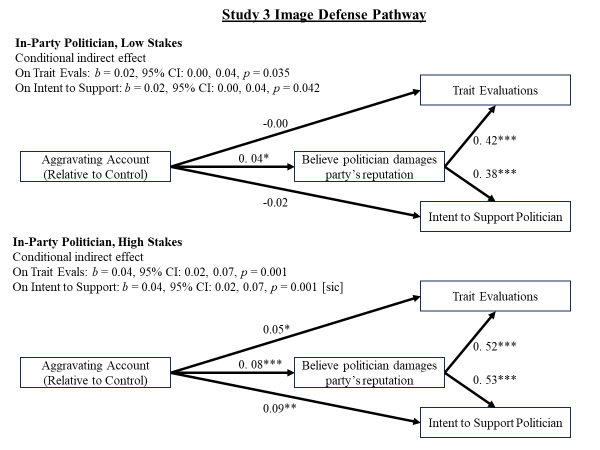 Study 3 Image Defense Pathway
In-Party Politician, Low Stakes
Conditional indirect effect
On Trait Evals: b = 0.02, 95% CI: 0.00, 0.04, p = 0.035
On Intent to Support: b = 0.02, 95% CI: 0.00, 0.04, p = 0.042
Trait Evaluations
-0.00
0. 42***
Aggravating Account
(Relative to Control)
0. 04*
Believe politician damages
party's reputation
0. 38***
-0.02
Intent to Support Politician
In-Party Politician, High Stakes
Conditional indirect effect
On Trait Evals: b = 0.04, 95% CI: 0.02, 0.07, p = 0.001
On Intent to Support: b = 0.04, 95% CI: 0.02, 0.07, p = 0.001 [sic]
Trait Evaluations
0.05*
0. 52***
Aggravating Account
(Relative to Control)
0. 08***
Believe politician damages
party's reputation
0. 53***
0.09**
Intent to Support Politician